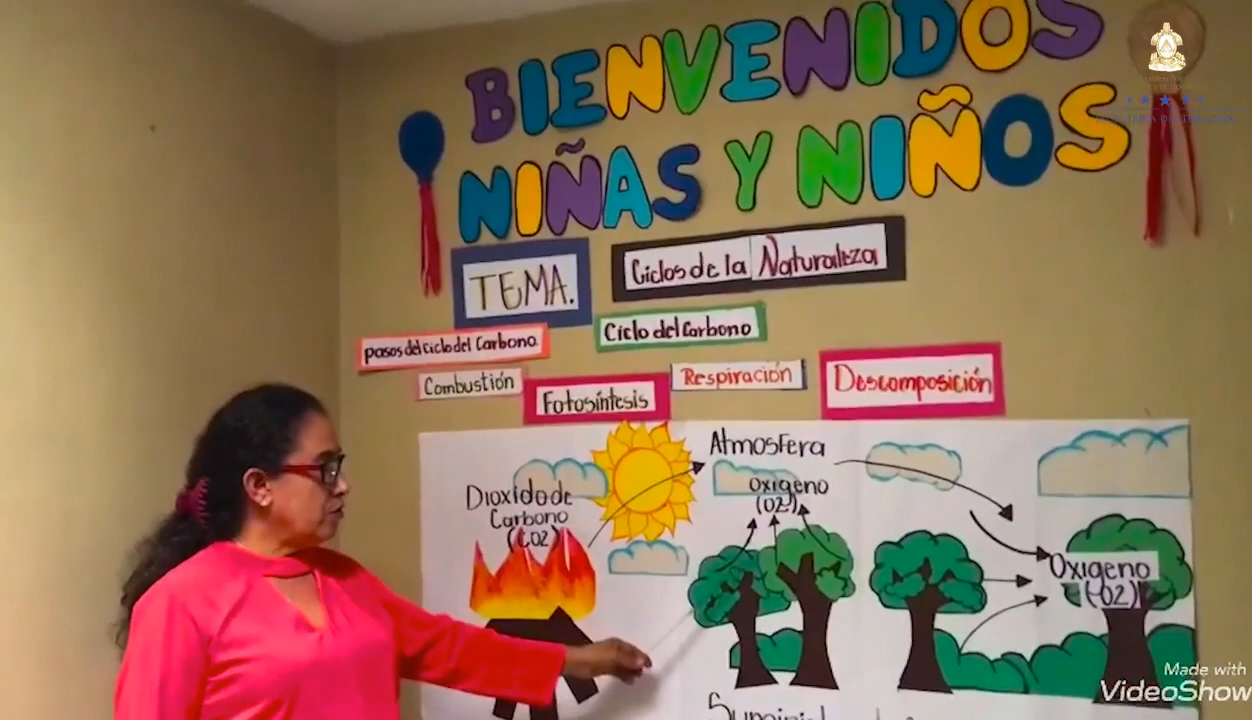 BIENVENIDOS
NIÑAS Y NIÑOS
TEMA.
Ciclos de la Naturaleza
Ciclo del Carbono
pasos del ciclo del Carbono.
Combustión
Fotosíntesis
Respiración
Descomposición
Atmosfera
Dioxido de
Carbono
(CO2)
Oxigeno
(O2)
Oxigeno
(O2)
Made with
VideoShow